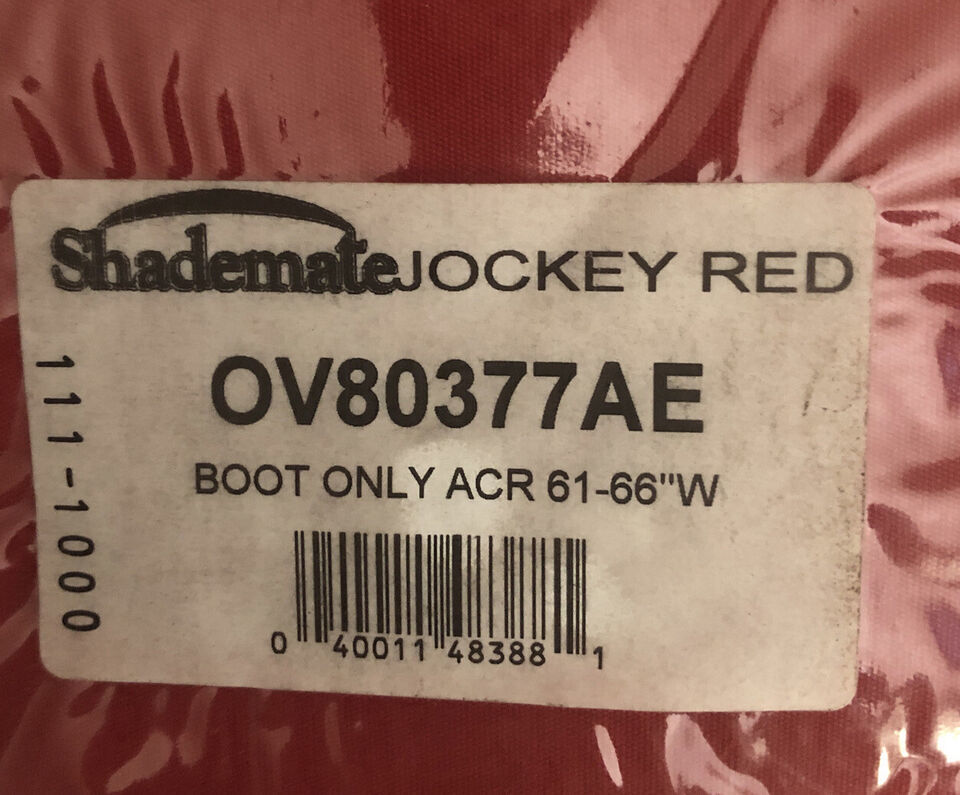 Shademate JOCKEY RED
OV80377AE
BOOT ONLY ACR 61-66"W
111-1000
0 40011 48388 1